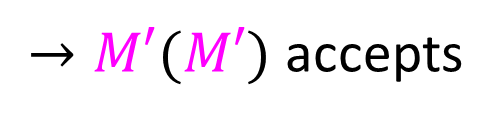 → M′(M′) accepts